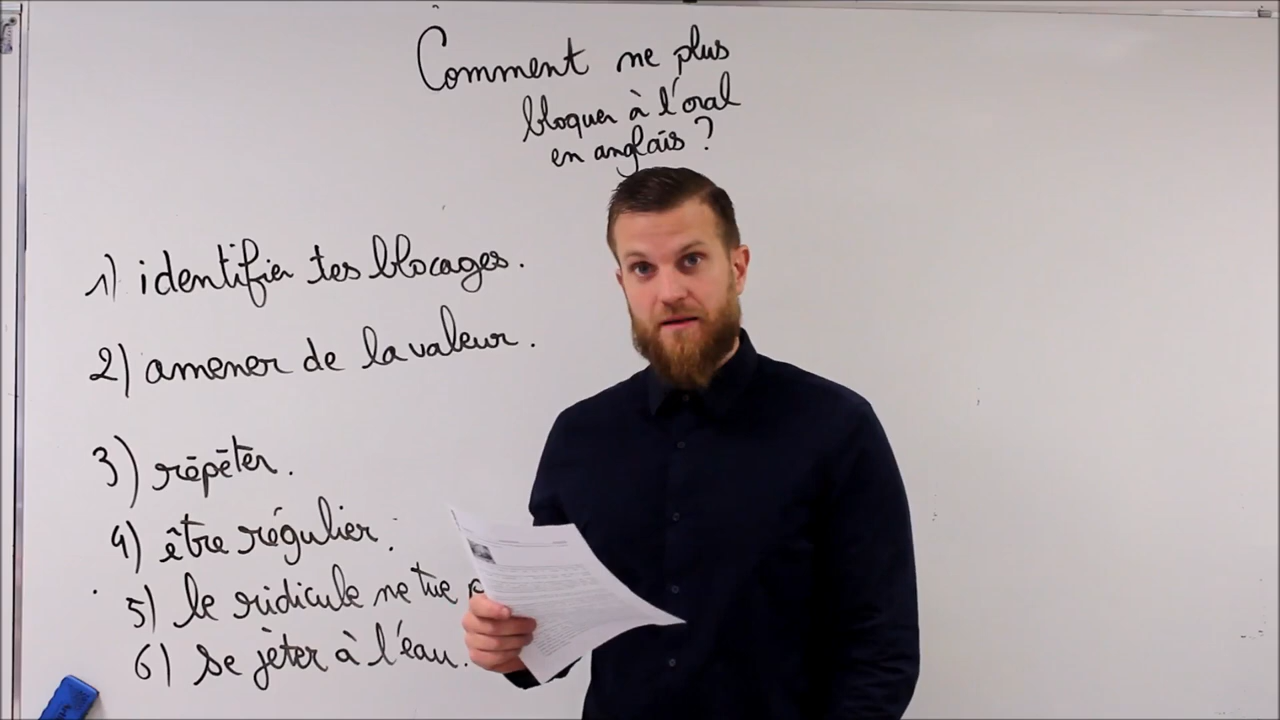 Comment ne plus
bloquer à l'oral
en anglais ?
1) identifier tes blocages.
2) amener de la valeur.
3) répéter.
4) être régulier.
5) le ridicule ne tue
6) se jeter à l'eau.